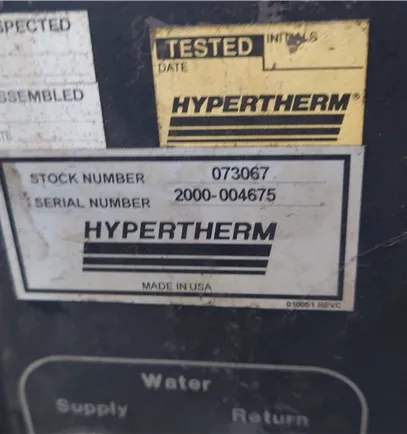 SPECTED
SSEMBLED
TESTED INITIALS
DATE
HYPERTHERM®
STOCK NUMBER 073067
SERIAL NUMBER 2000-004675
HYPERTHERM
MADE IN USA
010051 REVC
Water
Supply Return